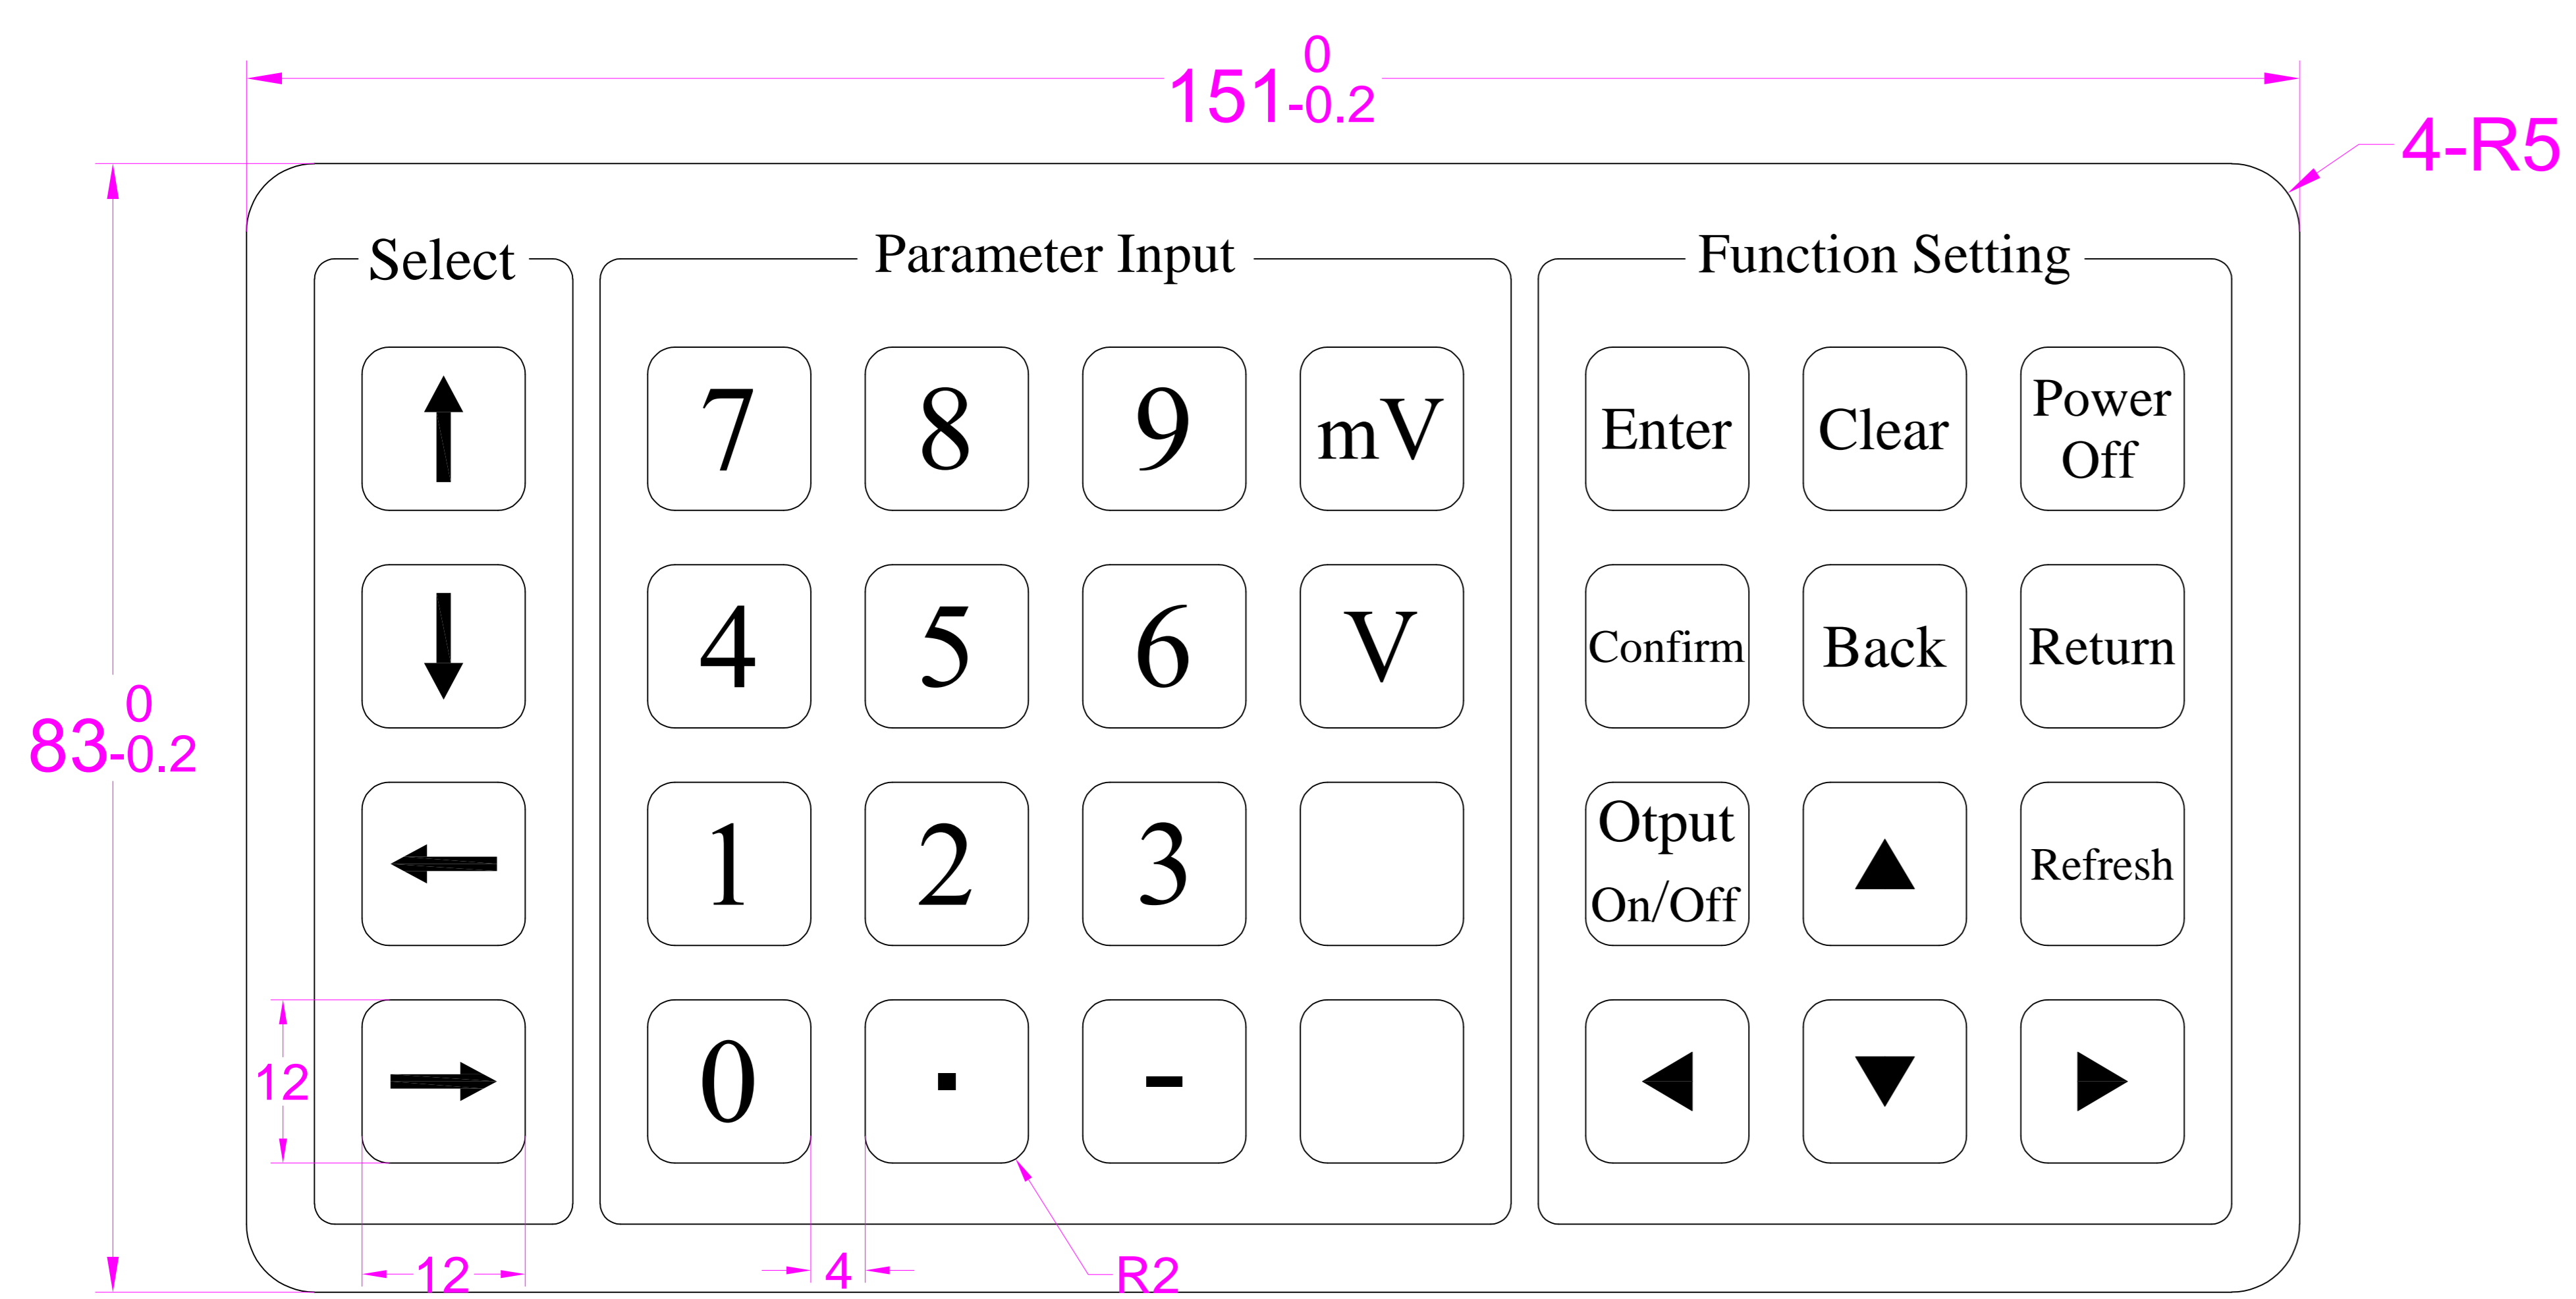 151 0 -0.2
4-R5
Select
Parameter Input
Function Setting
7 8 9 mV
Enter
Clear
Power
Off
4 5 6 V
Confirm
Back
Return
83 0 -0.2
1 2 3
Otput
On/Off
Refresh
12
0 . -
12
4
R2